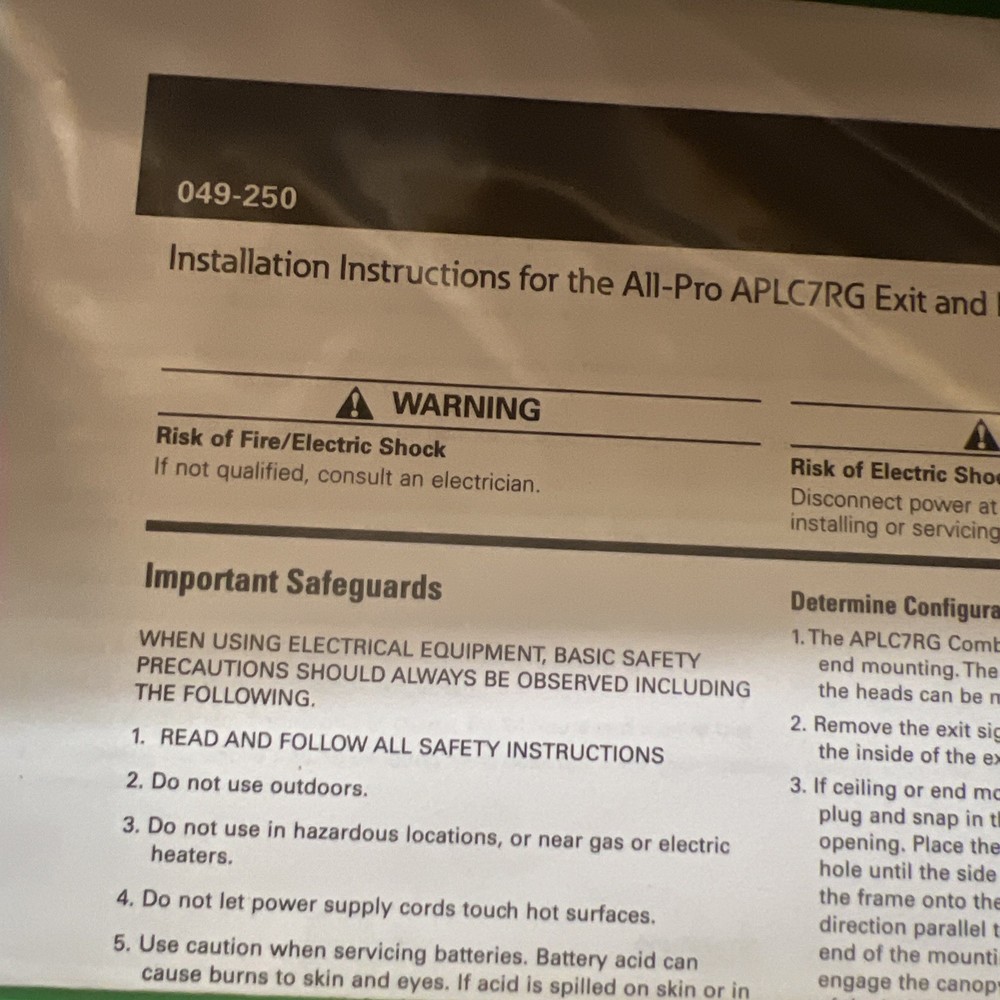 049-250
Installation Instructions for the All-Pro APLC7RG Exit and
WARNING
Risk of Fire/Electric Shock
If not qualified, consult an electrician.
Important Safeguards
WHEN USING ELECTRICAL EQUIPMENT, BASIC SAFETY
PRECAUTIONS SHOULD ALWAYS BE OBSERVED INCLUDING
THE FOLLOWING.
1. READ AND FOLLOW ALL SAFETY INSTRUCTIONS
2. Do not use outdoors.
3. Do not use in hazardous locations, or near gas or electric
heaters.
4. Do not let power supply cords touch hot surfaces.
5. Use caution when servicing batteries. Battery acid can
cause burns to skin and eyes. If acid is spilled on skin or in
Risk of Electric Sho
Disconnect power at
installing or servicing
Determine Configura
1. The APLC7RG Comb
end mounting. The
the heads can be
2. Remove the exit sig
the inside of the ex
3. If ceiling or end mo
plug and snap in t
opening. Place the
hole until the side
the frame onto the
direction parallel t
end of the mounti
engage the canop